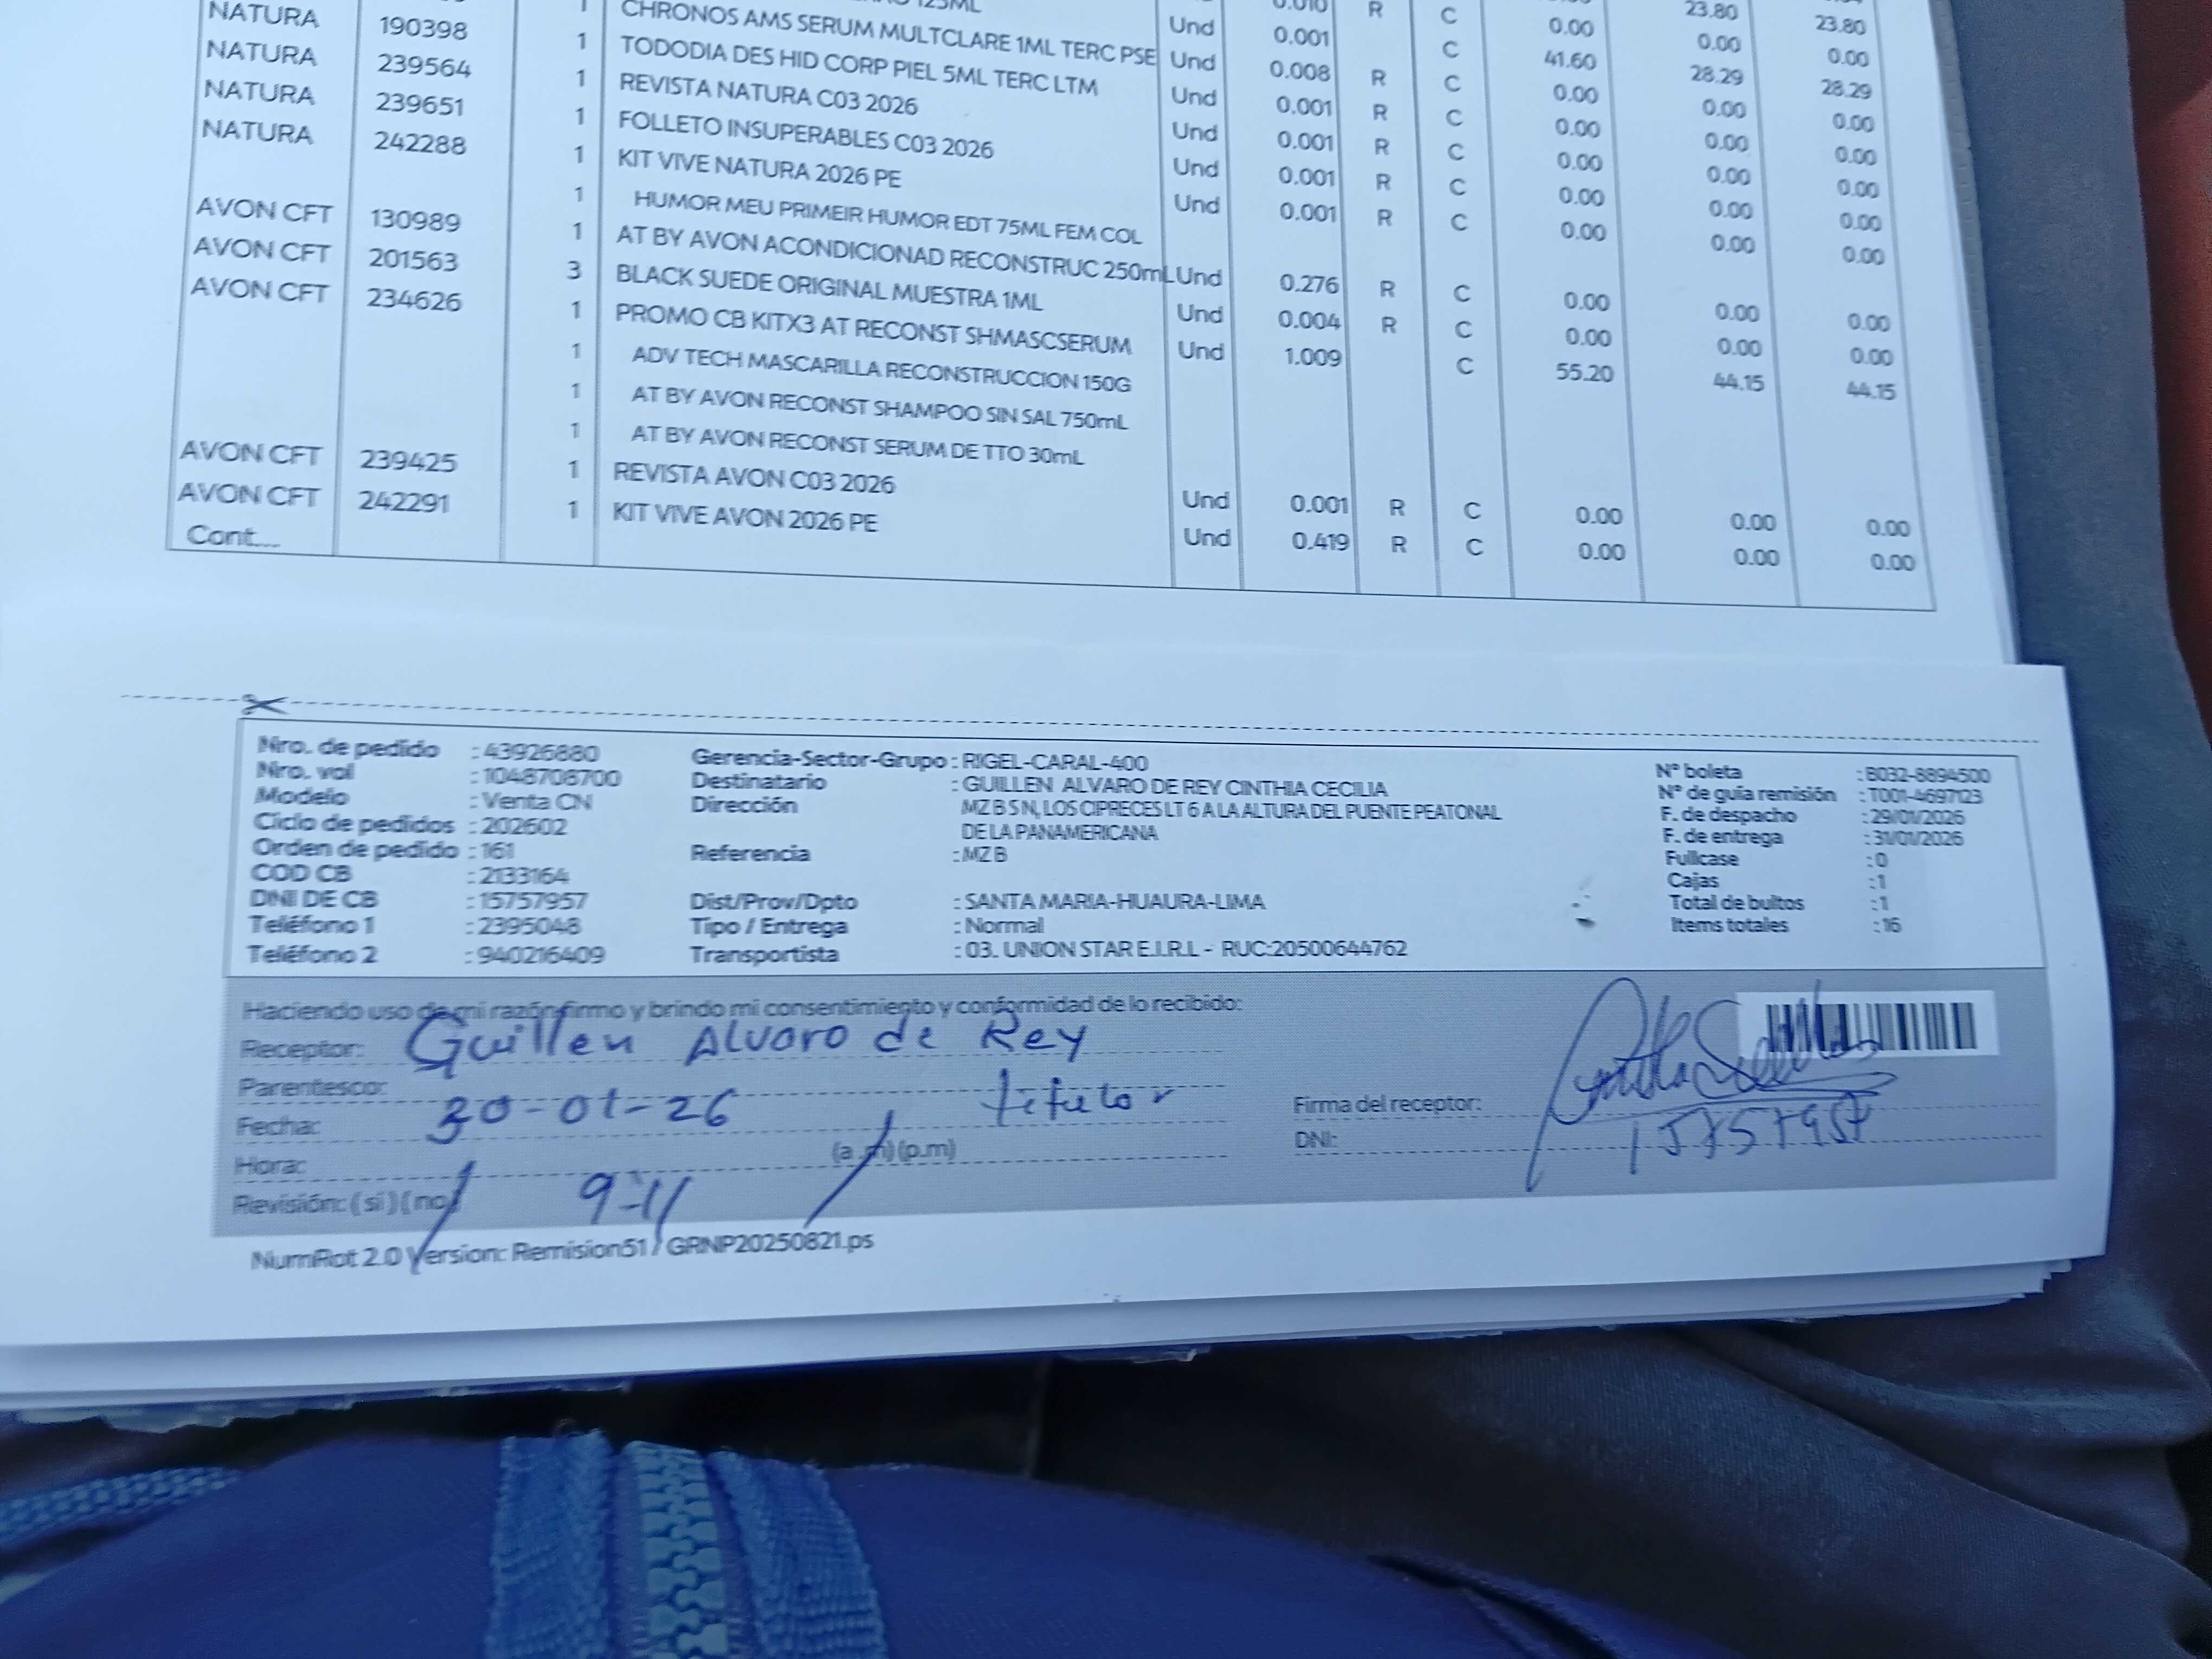 NATURA 190398 1 CHRONOS AMS SERUM MULTCLARE 1ML TERC PSE Und 0.001 C 0.00 0.00 0.00
NATURA 239564 1 TODODIA DES HID CORP PIEL 5ML TERC LTM Und 0.008 R C 41.60 28.29 28.29
NATURA 239651 1 REVISTA NATURA C03 2026 Und 0.001 R C 0.00 0.00 0.00
NATURA 242288 1 FOLLETO INSUPERABLES C03 2026 Und 0.001 R C 0.00 0.00 0.00
1 KIT VIVE NATURA 2026 PE Und 0.001 R C 0.00 0.00 0.00
1 HUMOR MEU PRIMEIR HUMOR EDT 75ML FEM COL Und 0.001 R C 0.00 0.00 0.00
AVON CFT 130989 1 AT BY AVON ACONDICIONAD RECONSTRUC 250mL Und 0.276 R C 0.00 0.00 0.00
AVON CFT 201563 3 BLACK SUEDE ORIGINAL MUESTRA 1ML Und 0.004 R C 0.00 0.00 0.00
AVON CFT 234626 1 PROMO CB KITX3 AT RECONST SHMASCSERUM Und 1.009 C 55.20 44.15 44.15
1 ADV TECH MASCARILLA RECONSTRUCCION 150G
1 AT BY AVON RECONST SHAMPOO SIN SAL 750mL
1 AT BY AVON RECONST SERUM DE TTO 30mL
AVON CFT 239425 1 REVISTA AVON C03 2026 Und 0.001 R C 0.00 0.00 0.00
AVON CFT 242291 1 KIT VIVE AVON 2026 PE Und 0.419 R C 0.00 0.00 0.00
Cont....
Nro. de pedido : 43926880
Nro. vol : 1048708700
Modelo : Venta CN
Ciclo de pedidos : 202602
Orden de pedido : 161
COD CB : 2133164
DNI DE CB : 15757957
Teléfono 1 : 2395048
Teléfono 2 : 940216409
Gerencia-Sector-Grupo : RIGEL-CARAL-400
Destinatario : GUILLEN ALVARO DE REY CINTHIA CECILIA
Dirección MZ B S N, LOS CIPRECES LT 6 A LA ALTURA DEL PUENTE PEATONAL
DE LA PANAMERICANA
Referencia : MZ B
Dist/Prov/Dpto : SANTA MARIA-HUAURA-LIMA
Tipo / Entrega : Normal
Transportista : 03. UNION STAR E.I.R.L - RUC:20500644762
N° boleta : B032-8894500
N° de guía remisión : T001-4697123
F. de despacho : 29/01/2026
F. de entrega : 31/01/2026
Fullcase : 0
Cajas : 1
Total de bultos : 1
Items totales : 16
Haciendo uso de mi razón firmo y brindo mi consentimiento y conformidad de lo recibido:
Receptor: Guillen Alvaro de Rey
Parentesco: titular
Fecha: 30-01-26
Hora: 9-11 (a.m) (p.m)
Revisión: (si) (no)
Firma del receptor:
DNI: 15757957
NumRot 2.0 Version: Remision51 / GRNP20250821.ps